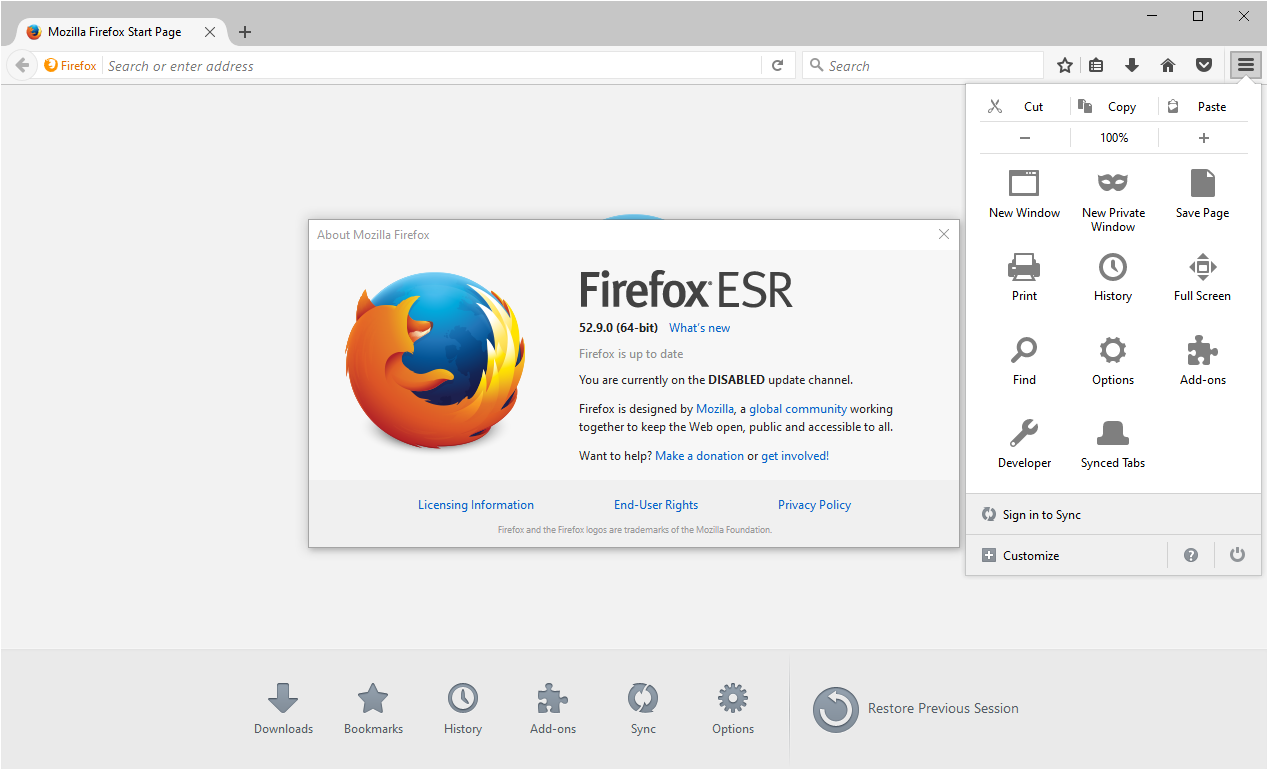 Mozilla Firefox Start Page
Firefox Search or enter address
Search
Cut Copy Paste
− 100% +
New Window New Private Window Save Page
Print History Full Screen
Find Options Add-ons
Developer Synced Tabs
Sign in to Sync
Customize
About Mozilla Firefox
Firefox ESR
52.9.0 (64-bit) What's new
Firefox is up to date
You are currently on the DISABLED update channel.
Firefox is designed by Mozilla, a global community working
together to keep the Web open, public and accessible to all.
Want to help? Make a donation or get involved!
Licensing Information End-User Rights Privacy Policy
Firefox and the Firefox logos are trademarks of the Mozilla Foundation.
Downloads Bookmarks History Add-ons Sync Options Restore Previous Session